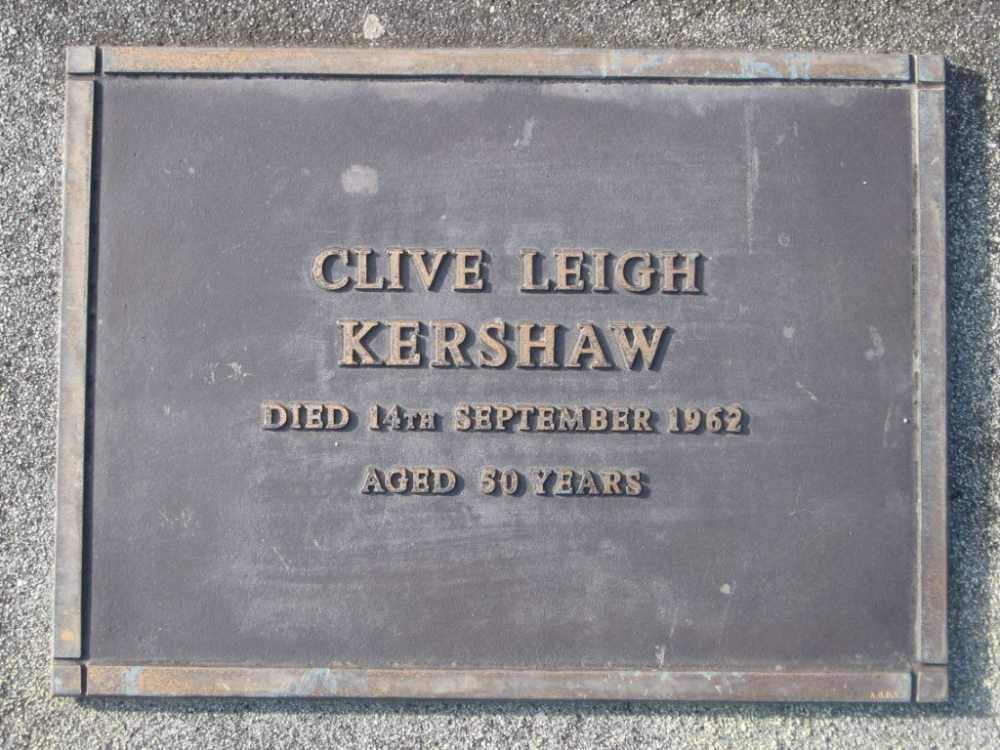 CLIVE LEIGH
KERSHAW
DIED 14TH SEPTEMBER 1962
AGED 50 YEARS